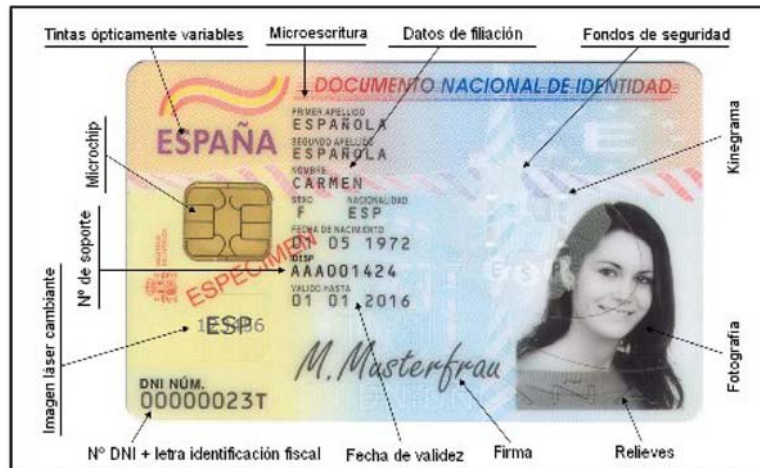 Tintas ópticamente variables
Microescritura
Datos de filiación
Fondos de seguridad
DOCUMENTO NACIONAL DE IDENTIDAD
ESPAÑA
PRIMER APELLIDO
ESPAÑOLA
SEGUNDO APELLIDO
ESPAÑOLA
NOMBRE
CARMEN
SEXO NACIONALIDAD
F ESP
FECHA DE NACIMIENTO
01 05 1972
IDESP
AAA001424
VALIDO HASTA
01 01 2016
ESPECIMEN
ESP
M. Musterfrau
DNI NÚM.
00000023T
Microchip
Nº de soporte
Imagen láser cambiante
Kinegrama
Fotografia
Nº DNI + letra identificación fiscal
Fecha de validez
Firma
Relieves